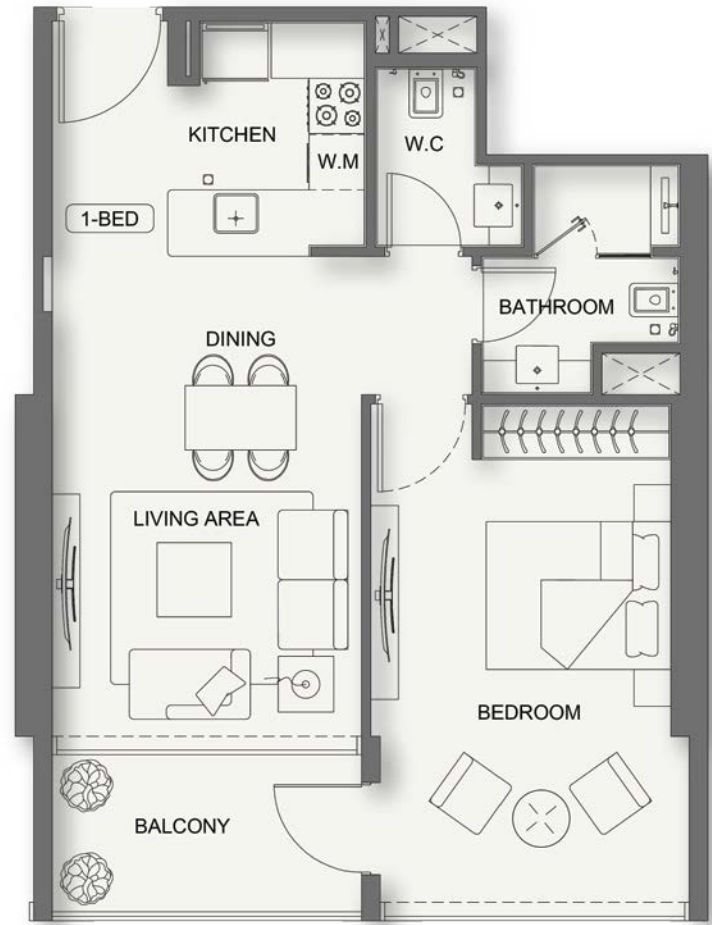 KITCHEN
W.M
W.C
1-BED
BATHROOM
DINING
LIVING AREA
BEDROOM
BALCONY